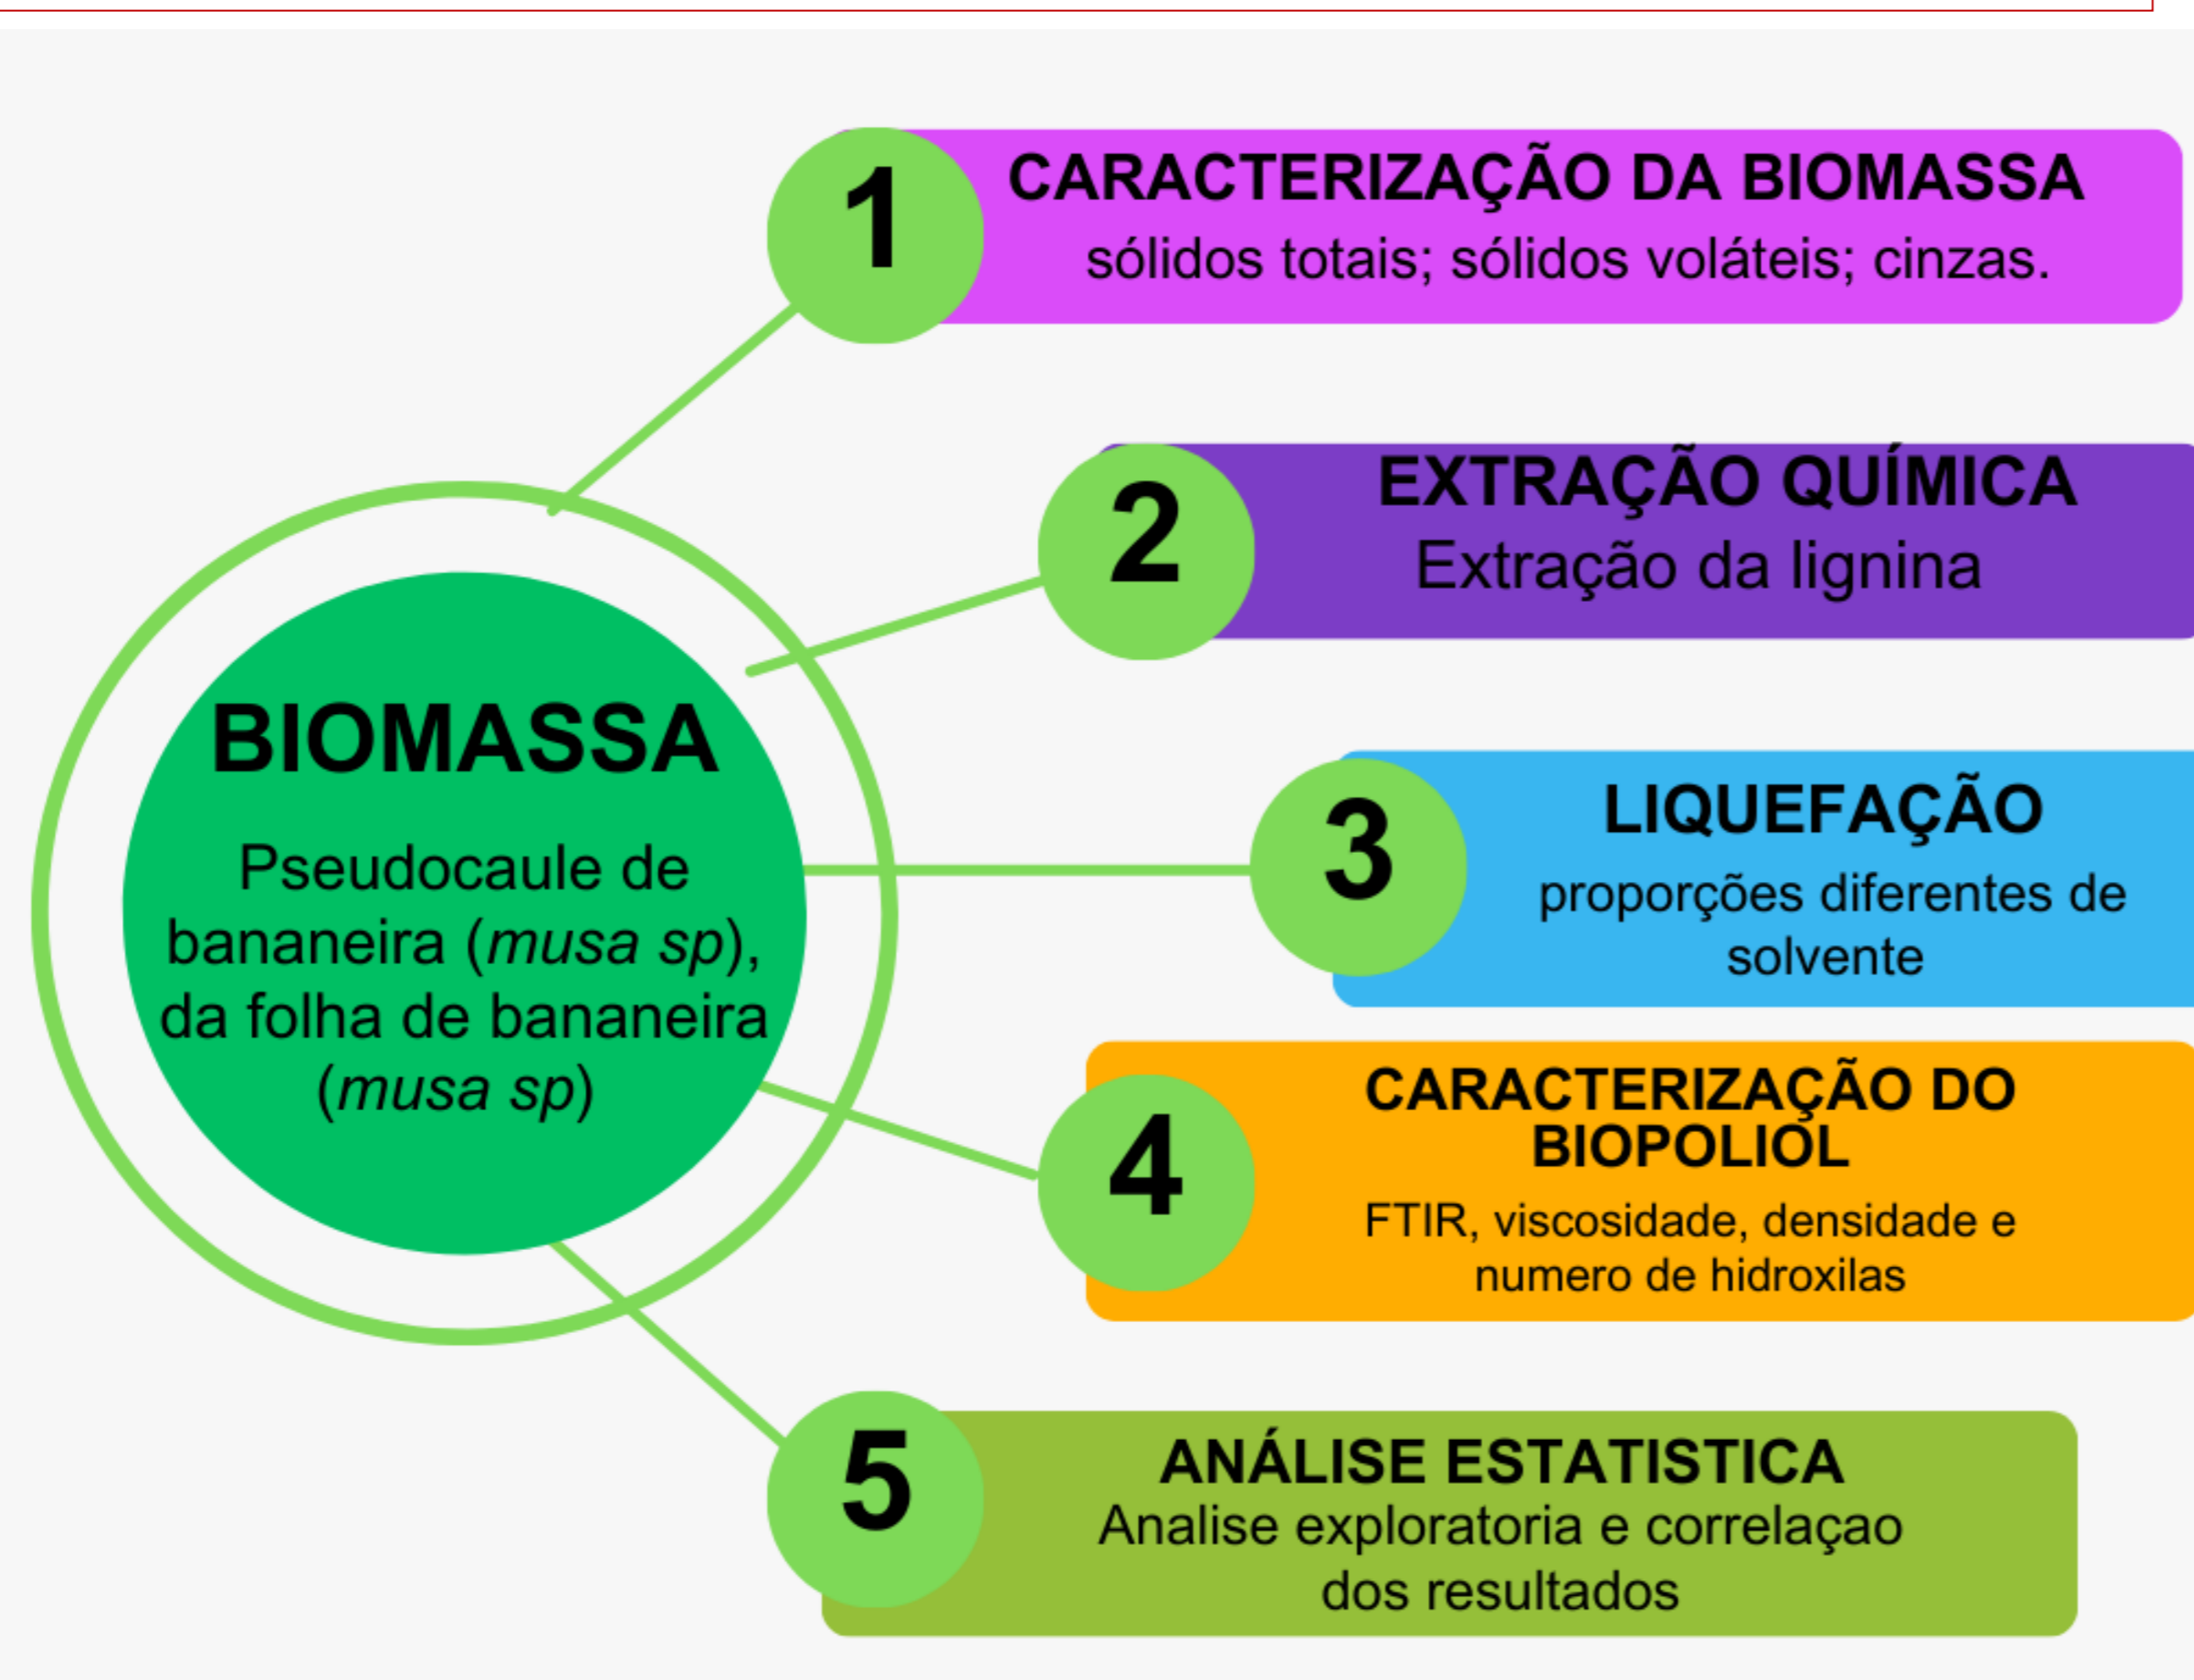 1
CARACTERIZAÇÃO DA BIOMASSA
sólidos totais; sólidos voláteis; cinzas.
2
EXTRAÇÃO QUÍMICA
Extração da lignina
BIOMASSA
Pseudocaule de
bananeira (musa sp),
da folha de bananeira
(musa sp)
3
LIQUEFAÇÃO
proporções diferentes de
solvente
4
CARACTERIZAÇÃO DO
BIOPOLIOL
FTIR, viscosidade, densidade e
numero de hidroxilas
5
ANÁLISE ESTATISTICA
Analise exploratoria e correlaçao
dos resultados